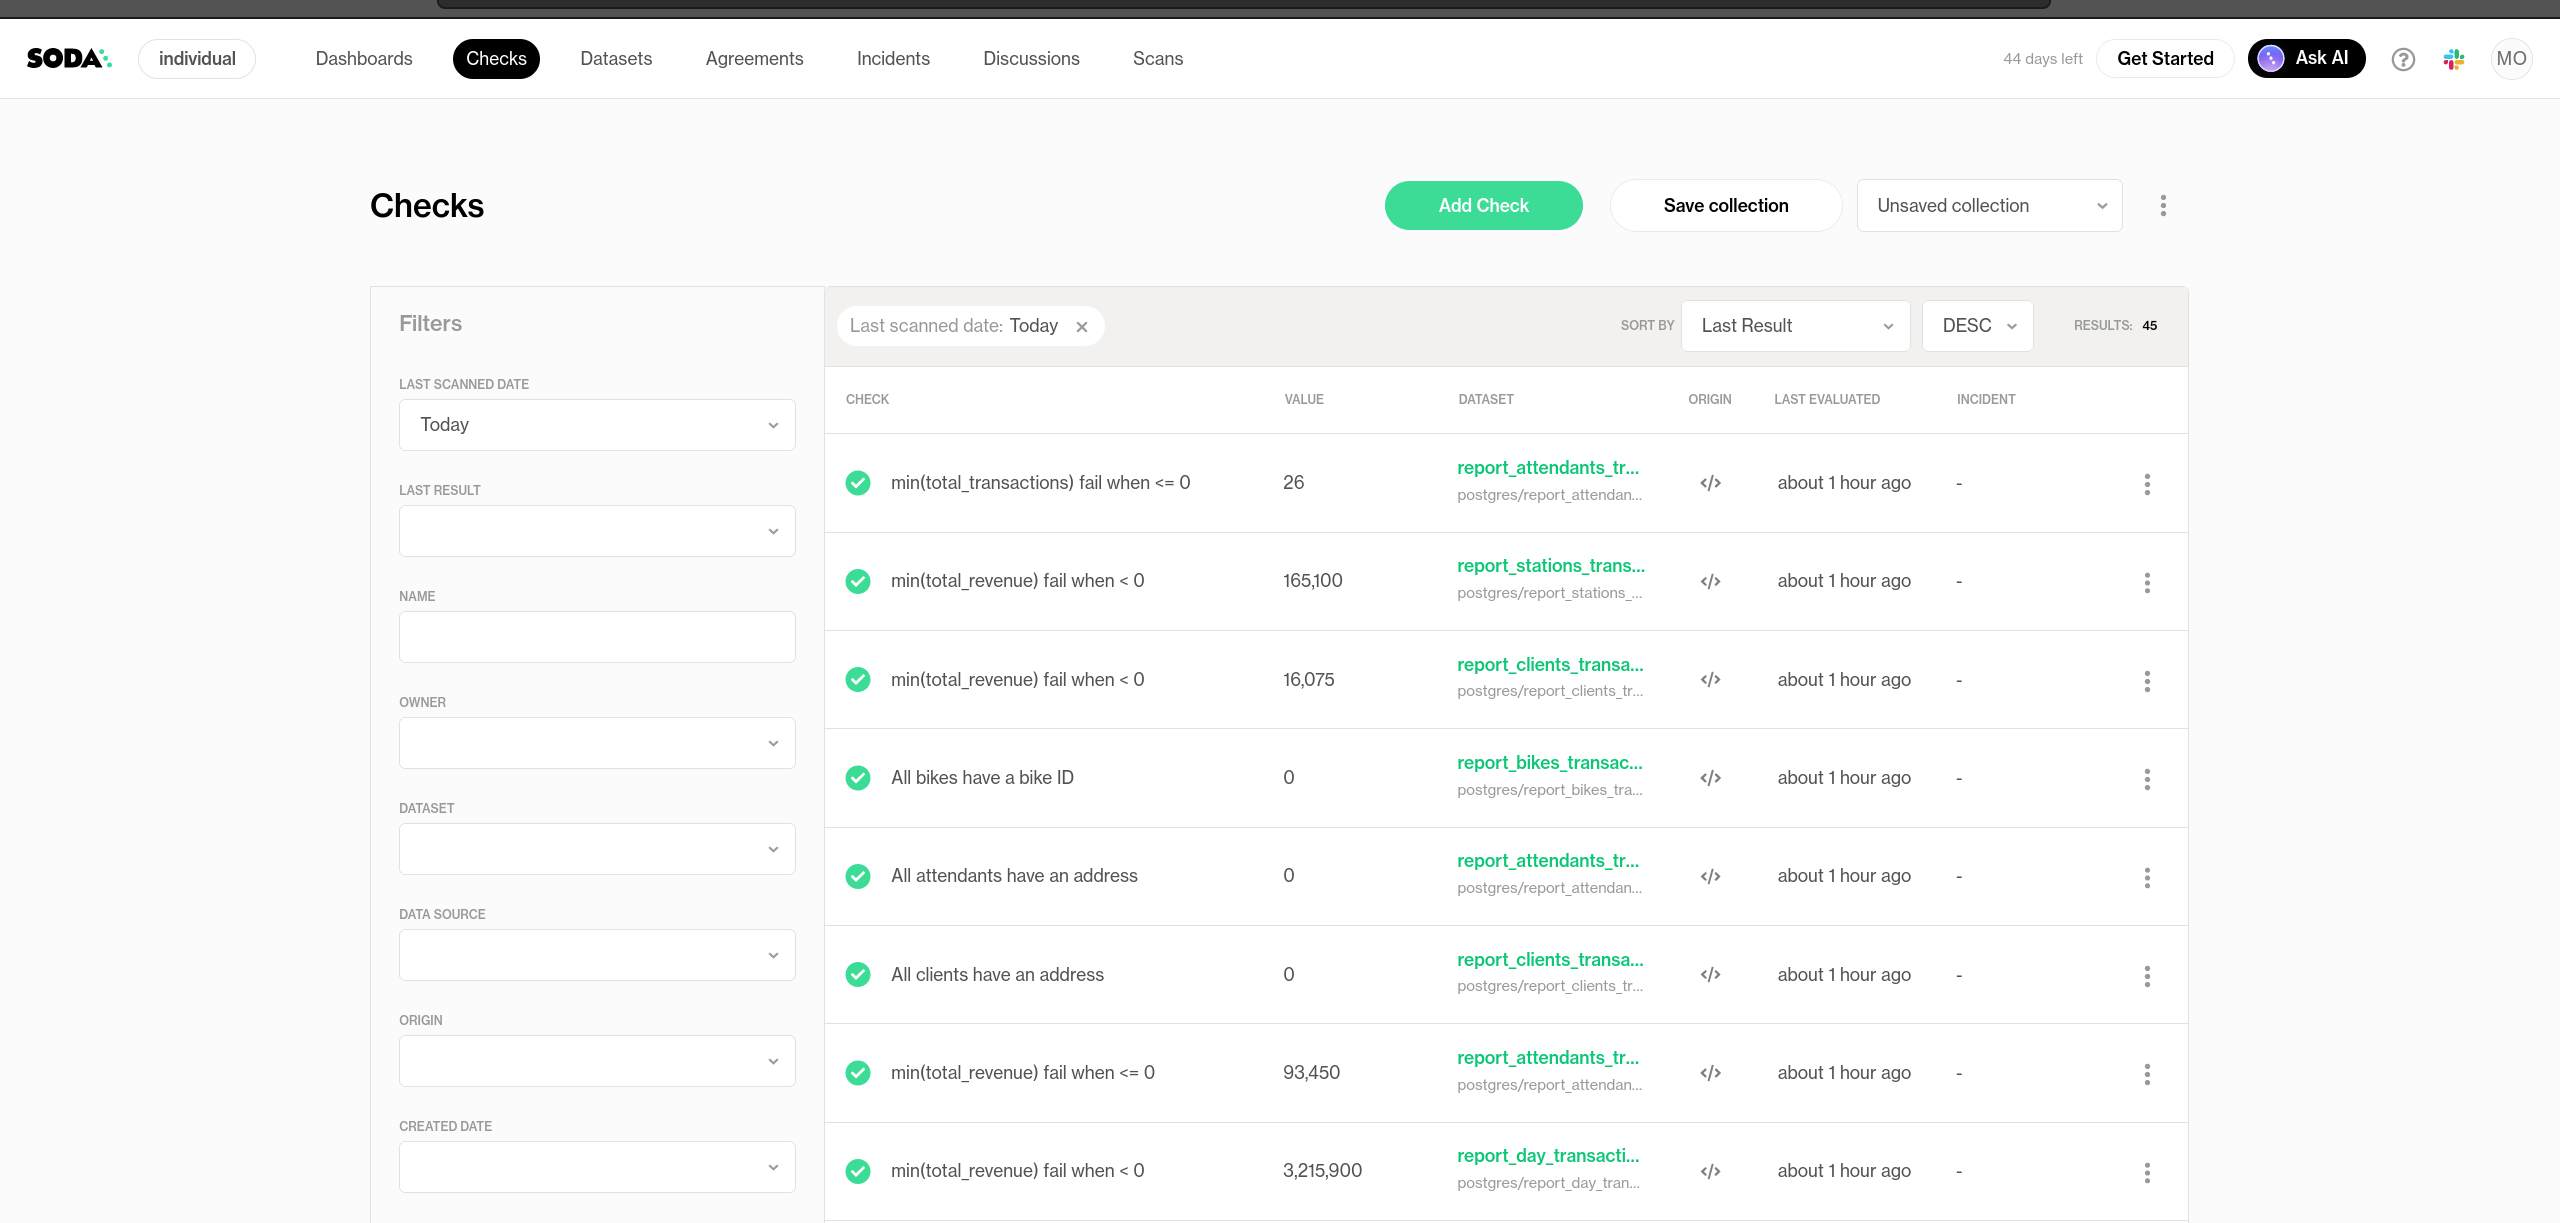 SODA individual Dashboards Checks Datasets Agreements Incidents Discussions Scans 44 days left Get Started Ask AI MO
Checks Add Check Save collection Unsaved collection
Filters
LAST SCANNED DATE
Today
LAST RESULT
NAME
OWNER
DATASET
DATA SOURCE
ORIGIN
CREATED DATE
Last scanned date: Today SORT BY Last Result DESC RESULTS: 45
CHECK VALUE DATASET ORIGIN LAST EVALUATED INCIDENT
min(total_transactions) fail when <= 0 26 report_attendants_tr... about 1 hour ago -
postgres/report_attendan...
min(total_revenue) fail when < 0 165,100 report_stations_trans... about 1 hour ago -
postgres/report_stations_...
min(total_revenue) fail when < 0 16,075 report_clients_transa... about 1 hour ago -
postgres/report_clients_tr...
All bikes have a bike ID 0 report_bikes_transac... about 1 hour ago -
postgres/report_bikes_tra...
All attendants have an address 0 report_attendants_tr... about 1 hour ago -
postgres/report_attendan...
All clients have an address 0 report_clients_transa... about 1 hour ago -
postgres/report_clients_tr...
min(total_revenue) fail when <= 0 93,450 report_attendants_tr... about 1 hour ago -
postgres/report_attendan...
min(total_revenue) fail when < 0 3,215,900 report_day_transacti... about 1 hour ago -
postgres/report_day_tran...